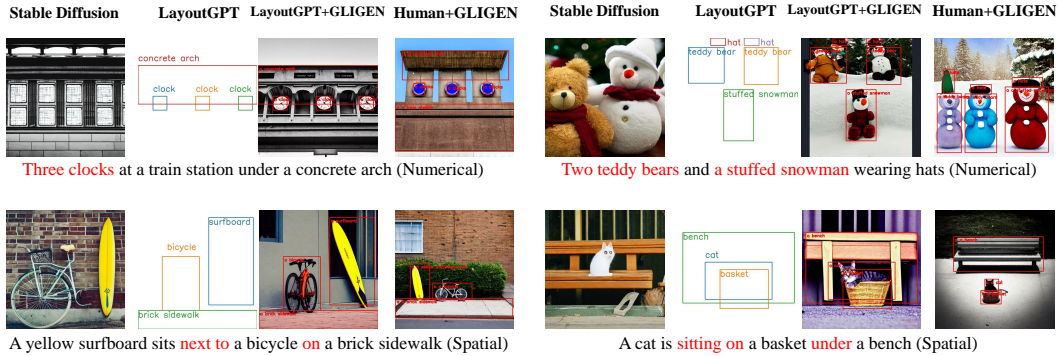 Stable Diffusion LayoutGPT LayoutGPT+GLIGEN Human+GLIGEN
concrete arch
clock clock clock
Three clocks at a train station under a concrete arch (Numerical)
Stable Diffusion LayoutGPT LayoutGPT+GLIGEN Human+GLIGEN
hat hat
teddy bear teddy bear
stuffed snowman
Two teddy bears and a stuffed snowman wearing hats (Numerical)
surfboard
bicycle
brick sidewalk
A yellow surfboard sits next to a bicycle on a brick sidewalk (Spatial)
bench
cat
basket
A cat is sitting on a basket under a bench (Spatial)